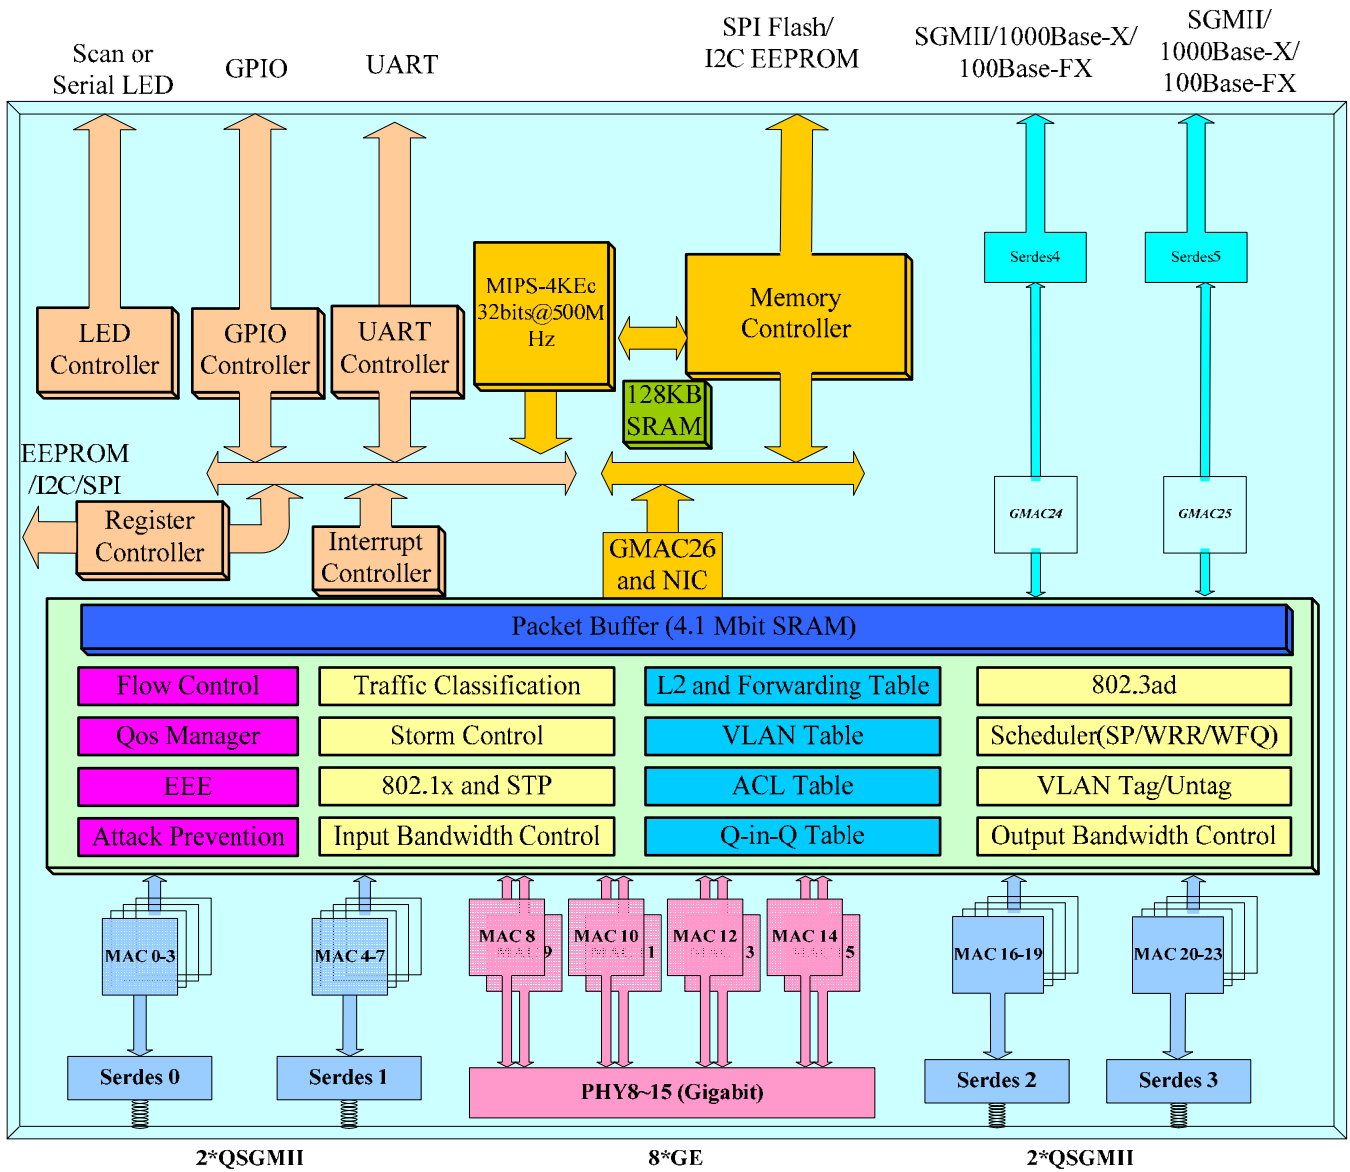 Scan or
Serial LED
GPIO
UART
SPI Flash/
I2C EEPROM
SGMII/1000Base-X/
100Base-FX
SGMII/
1000Base-X/
100Base-FX
LED
Controller
GPIO
Controller
UART
Controller
MIPS-4KEc
32bits@500M
Hz
Memory
Controller
128KB
SRAM
Serdes4
Serdes5
EEPROM
/I2C/SPI
Register
Controller
Interrupt
Controller
GMAC26
and NIC
GMAC24
GMAC25
Packet Buffer (4.1 Mbit SRAM)
Flow Control
Traffic Classification
L2 and Forwarding Table
802.3ad
Qos Manager
Storm Control
VLAN Table
Scheduler(SP/WRR/WFQ)
EEE
802.1x and STP
ACL Table
VLAN Tag/Untag
Attack Prevention
Input Bandwidth Control
Q-in-Q Table
Output Bandwidth Control
MAC 0-3
MAC 4-7
MAC 8
9
MAC 10
1
MAC 12
3
MAC 14
5
MAC 16-19
MAC 20-23
Serdes 0
Serdes 1
PHY8~15 (Gigabit)
Serdes 2
Serdes 3
2*QSGMII
8*GE
2*QSGMII